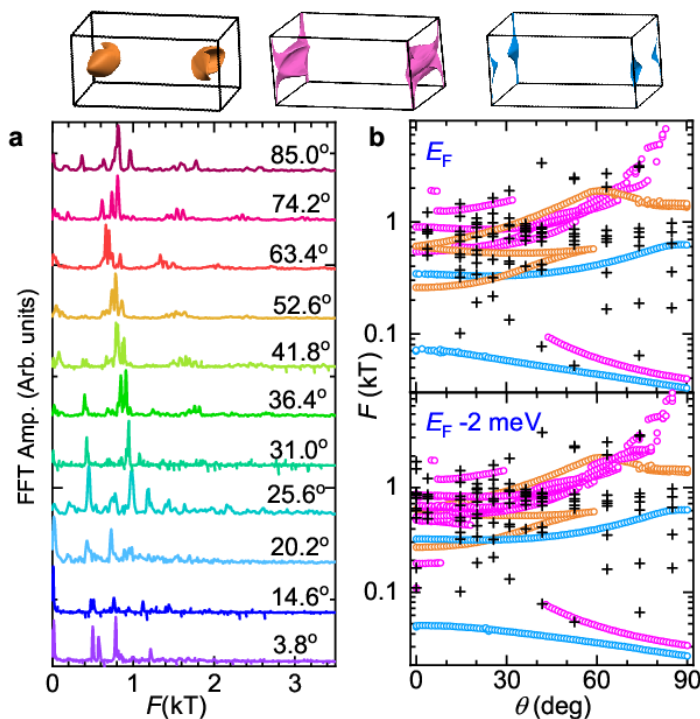 a
b
85.0°
74.2°
63.4°
52.6°
41.8°
36.4°
31.0°
25.6°
20.2°
14.6°
3.8°
FFT Amp. (Arb. units)
0 1 2 3
F(kT)
E_F
1
0.1
F (kT)
E_F -2 meV
1
0.1
0 30 60 90
θ (deg)